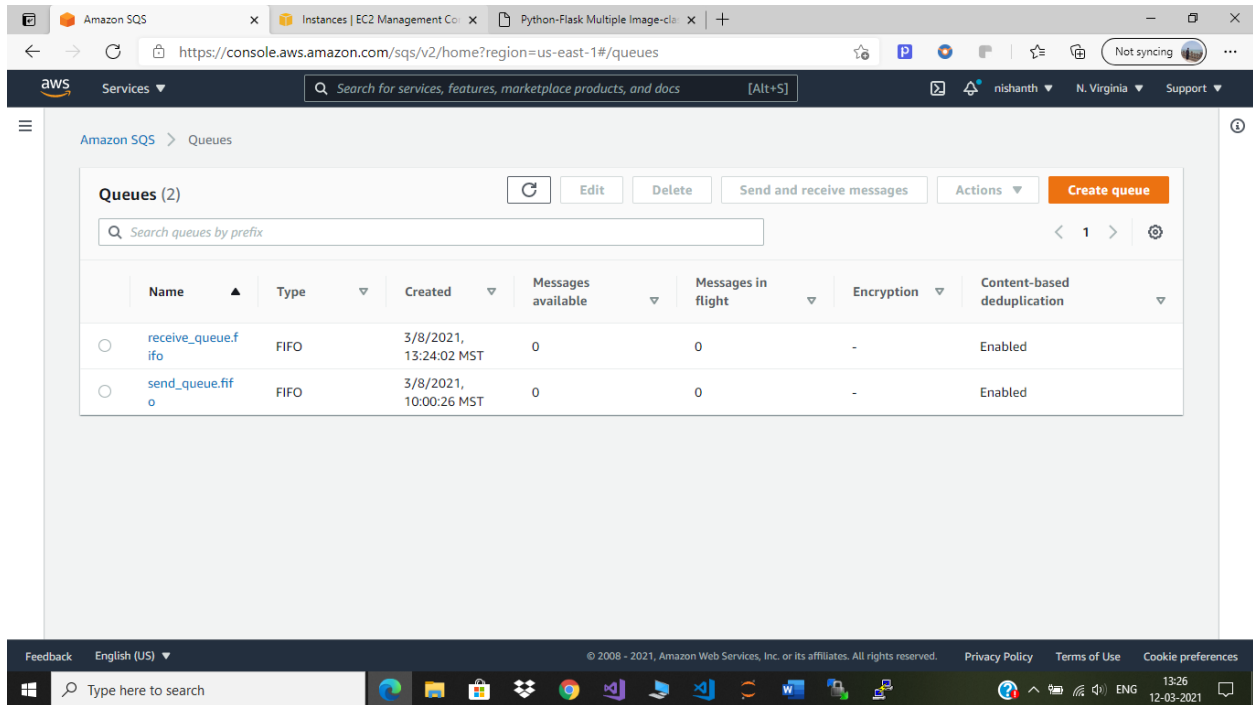 Amazon SQS
Instances | EC2 Management Co
Python-Flask Multiple Image-cla
https://console.aws.amazon.com/sqs/v2/home?region=us-east-1#/queues
Not syncing
aws Services ▼ Search for services, features, marketplace products, and docs [Alt+S] nishanth ▼ N. Virginia ▼ Support ▼
Amazon SQS > Queues
Queues (2) Edit Delete Send and receive messages Actions ▼ Create queue
Search queues by prefix < 1 >
Name Type Created Messages available Messages in flight Encryption Content-based deduplication
receive_queue.fifo FIFO 3/8/2021, 13:24:02 MST 0 0 - Enabled
send_queue.fifo FIFO 3/8/2021, 10:00:26 MST 0 0 - Enabled
Feedback English (US) ▼ © 2008 - 2021, Amazon Web Services, Inc. or its affiliates. All rights reserved. Privacy Policy Terms of Use Cookie preferences
Type here to search ENG 13:26
12-03-2021